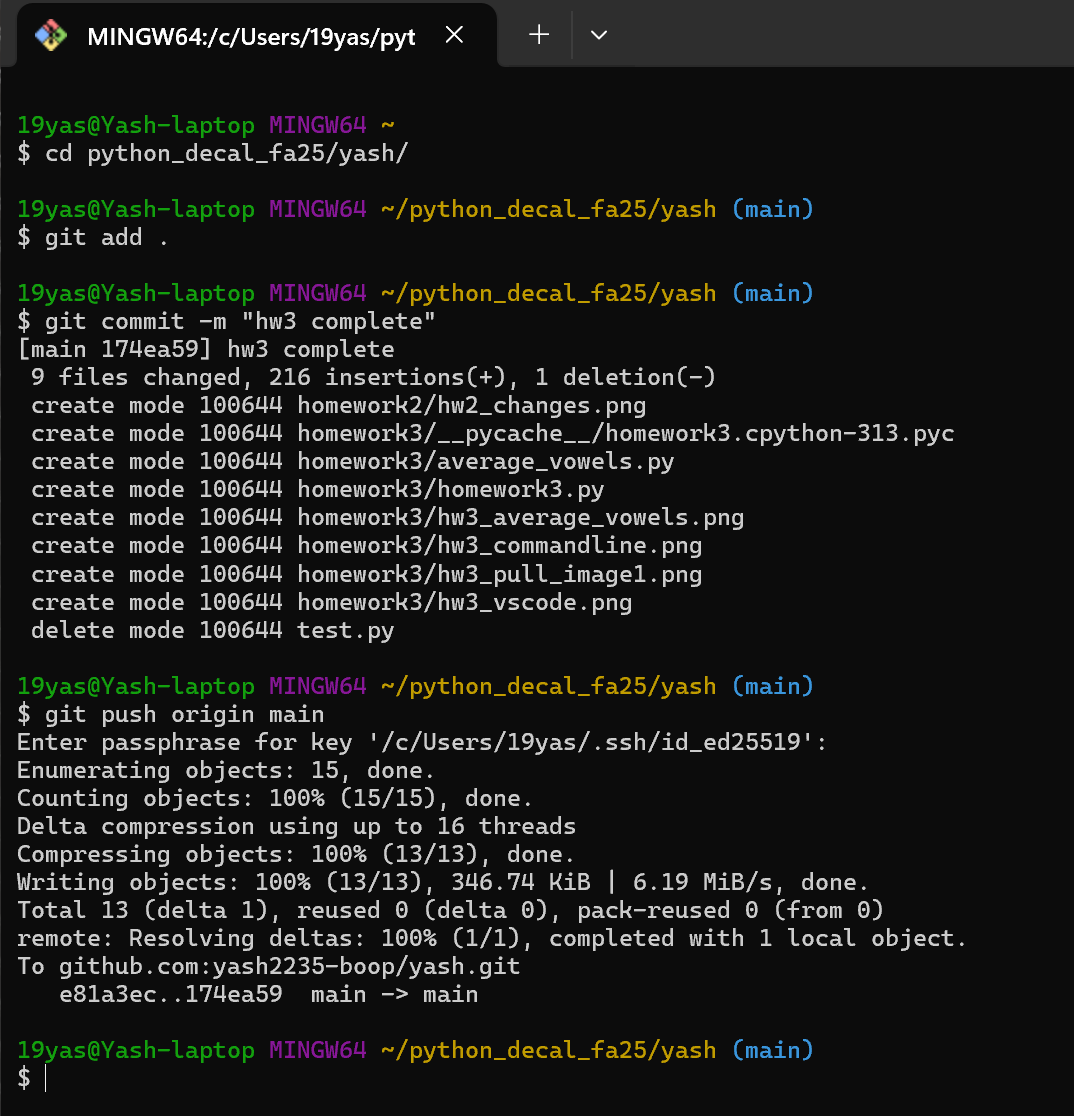 MINGW64:/c/Users/19yas/pyt
19yas@Yash-laptop MINGW64 ~
$ cd python_decal_fa25/yash/
19yas@Yash-laptop MINGW64 ~/python_decal_fa25/yash (main)
$ git add .
19yas@Yash-laptop MINGW64 ~/python_decal_fa25/yash (main)
$ git commit -m "hw3 complete"
[main 174ea59] hw3 complete
 9 files changed, 216 insertions(+), 1 deletion(-)
 create mode 100644 homework2/hw2_changes.png
 create mode 100644 homework3/__pycache__/homework3.cpython-313.pyc
 create mode 100644 homework3/average_vowels.py
 create mode 100644 homework3/homework3.py
 create mode 100644 homework3/hw3_average_vowels.png
 create mode 100644 homework3/hw3_commandline.png
 create mode 100644 homework3/hw3_pull_image1.png
 create mode 100644 homework3/hw3_vscode.png
 delete mode 100644 test.py
19yas@Yash-laptop MINGW64 ~/python_decal_fa25/yash (main)
$ git push origin main
Enter passphrase for key '/c/Users/19yas/.ssh/id_ed25519':
Enumerating objects: 15, done.
Counting objects: 100% (15/15), done.
Delta compression using up to 16 threads
Compressing objects: 100% (13/13), done.
Writing objects: 100% (13/13), 346.74 KiB | 6.19 MiB/s, done.
Total 13 (delta 1), reused 0 (delta 0), pack-reused 0 (from 0)
remote: Resolving deltas: 100% (1/1), completed with 1 local object.
To github.com:yash2235-boop/yash.git
   e81a3ec..174ea59  main -> main
19yas@Yash-laptop MINGW64 ~/python_decal_fa25/yash (main)
$